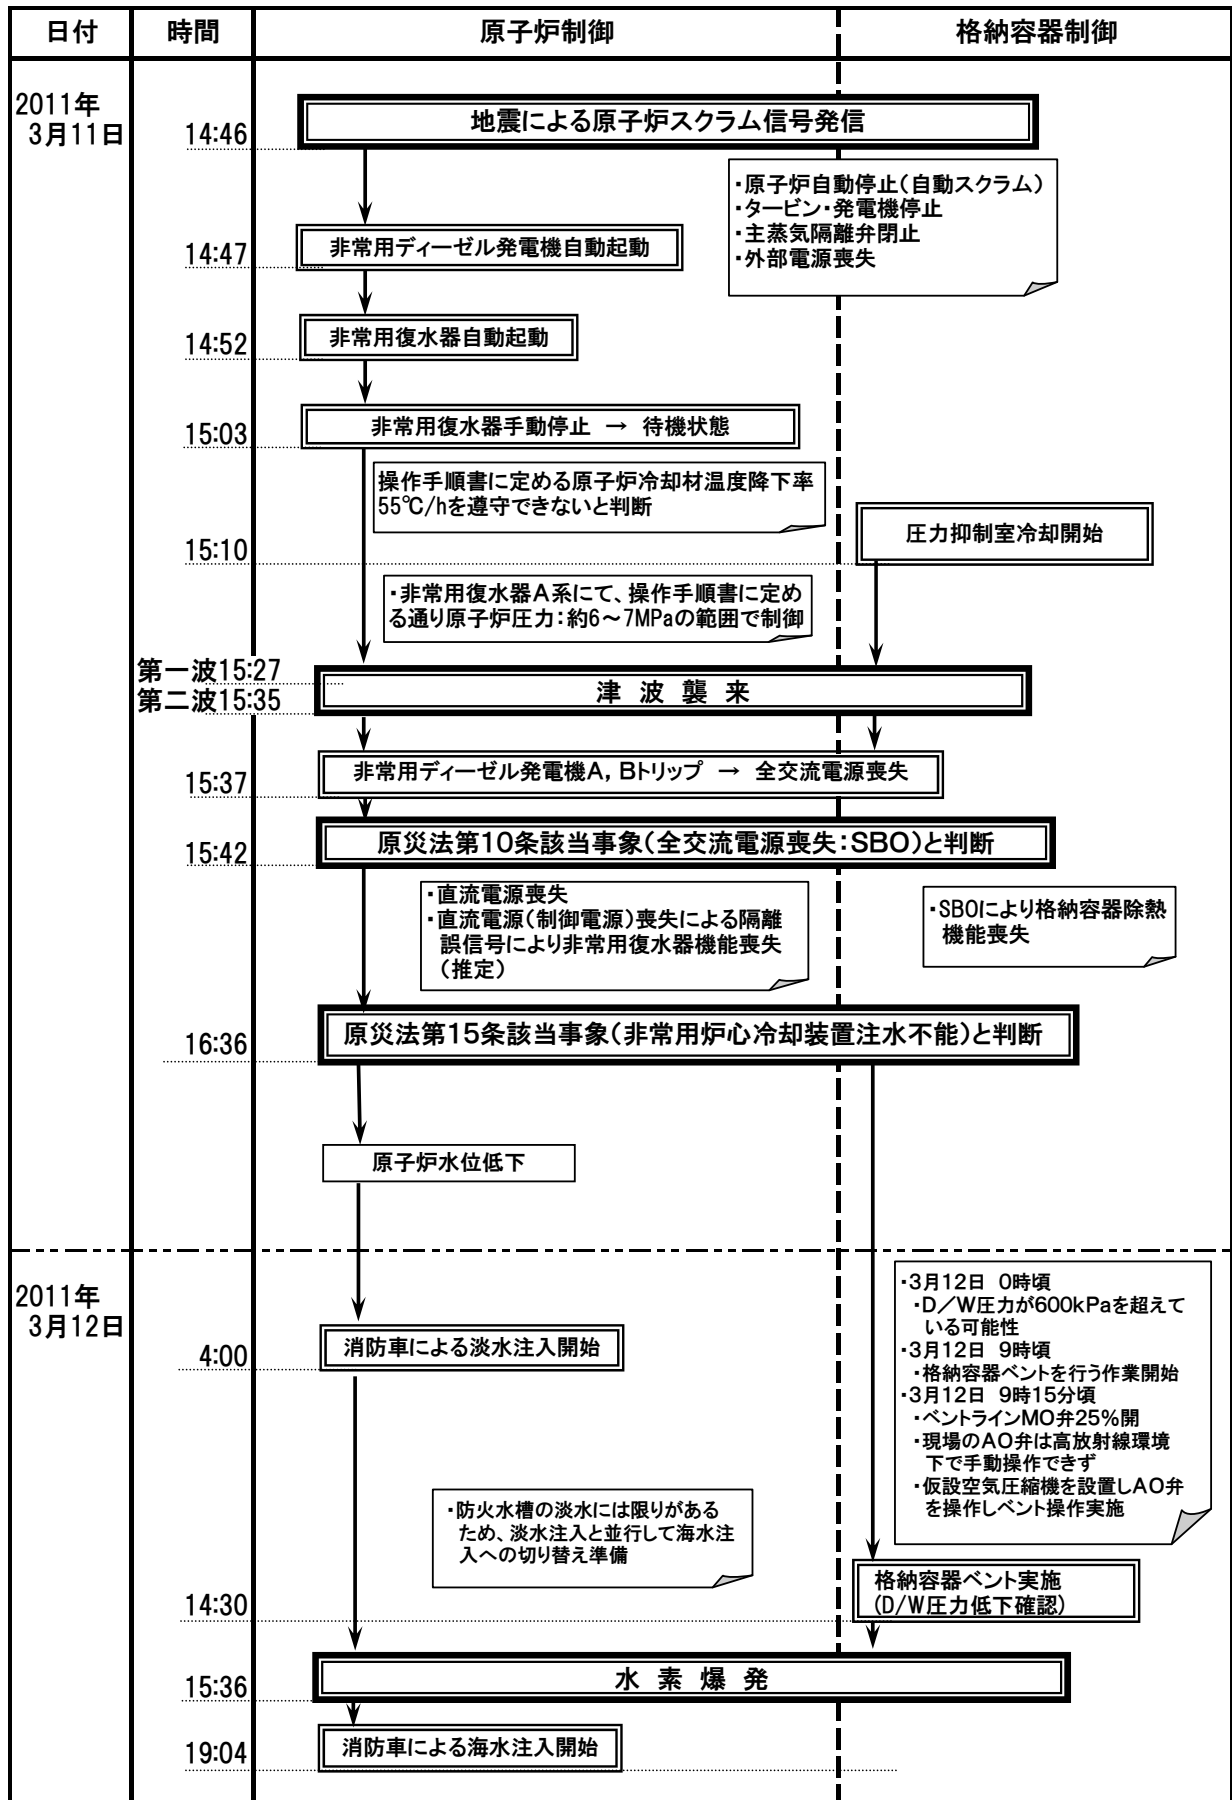 日付
時間
原子炉制御
格納容器制御
2011年
3月11日
14:46
地震による原子炉スクラム信号発信
・原子炉自動停止(自動スクラム)
・タービン・発電機停止
・主蒸気隔離弁閉止
・外部電源喪失
14:47
非常用ディーゼル発電機自動起動
14:52
非常用復水器自動起動
15:03
非常用復水器手動停止 → 待機状態
操作手順書に定める原子炉冷却材温度降下率
55℃/hを遵守できないと判断
15:10
圧力抑制室冷却開始
・非常用復水器A系にて、操作手順書に定め
る通り原子炉圧力:約6～7MPaの範囲で制御
第一波15:27
第二波15:35
津 波 襲 来
15:37
非常用ディーゼル発電機A,Bトリップ → 全交流電源喪失
15:42
原災法第10条該当事象(全交流電源喪失:SBO)と判断
・直流電源喪失
・直流電源(制御電源)喪失による隔離
誤信号により非常用復水器機能喪失
(推定)
・SBOにより格納容器除熱
機能喪失
16:36
原災法第15条該当事象(非常用炉心冷却装置注水不能)と判断
原子炉水位低下
2011年
3月12日
・3月12日 0時頃
・D/W圧力が600kPaを超えて
いる可能性
・3月12日 9時頃
・格納容器ベントを行う作業開始
・3月12日 9時15分頃
・ベントラインMO弁25%開
・現場のAO弁は高放射線環境
下で手動操作できず
・仮設空気圧縮機を設置しAO弁
を操作しベント操作実施
4:00
消防車による淡水注入開始
・防火水槽の淡水には限りがある
ため、淡水注入と並行して海水注
入への切り替え準備
14:30
格納容器ベント実施
(D/W圧力低下確認)
15:36
水 素 爆 発
19:04
消防車による海水注入開始